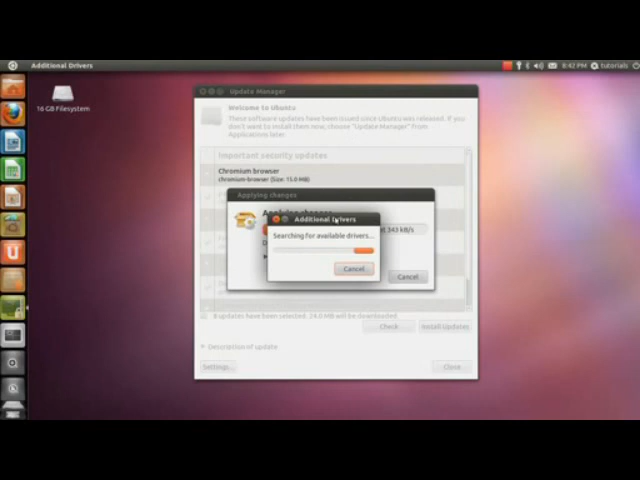 Additional Drivers
8:42 PM tutorials
16 GB Filesystem
Update Manager
Welcome to Ubuntu
These software updates have been issued since Ubuntu was released. If you
don't want to install them now, choose "Update Manager" from
Applications later.
Important security updates
Chromium browser
chromium-browser (Size: 15.0 MB)
Applying changes
Additional Drivers
343 kB/s
Searching for available drivers...
Cancel
Cancel
8 updates have been selected. 24.0 MB will be downloaded.
Check
Install Updates
Description of update
Settings...
Close